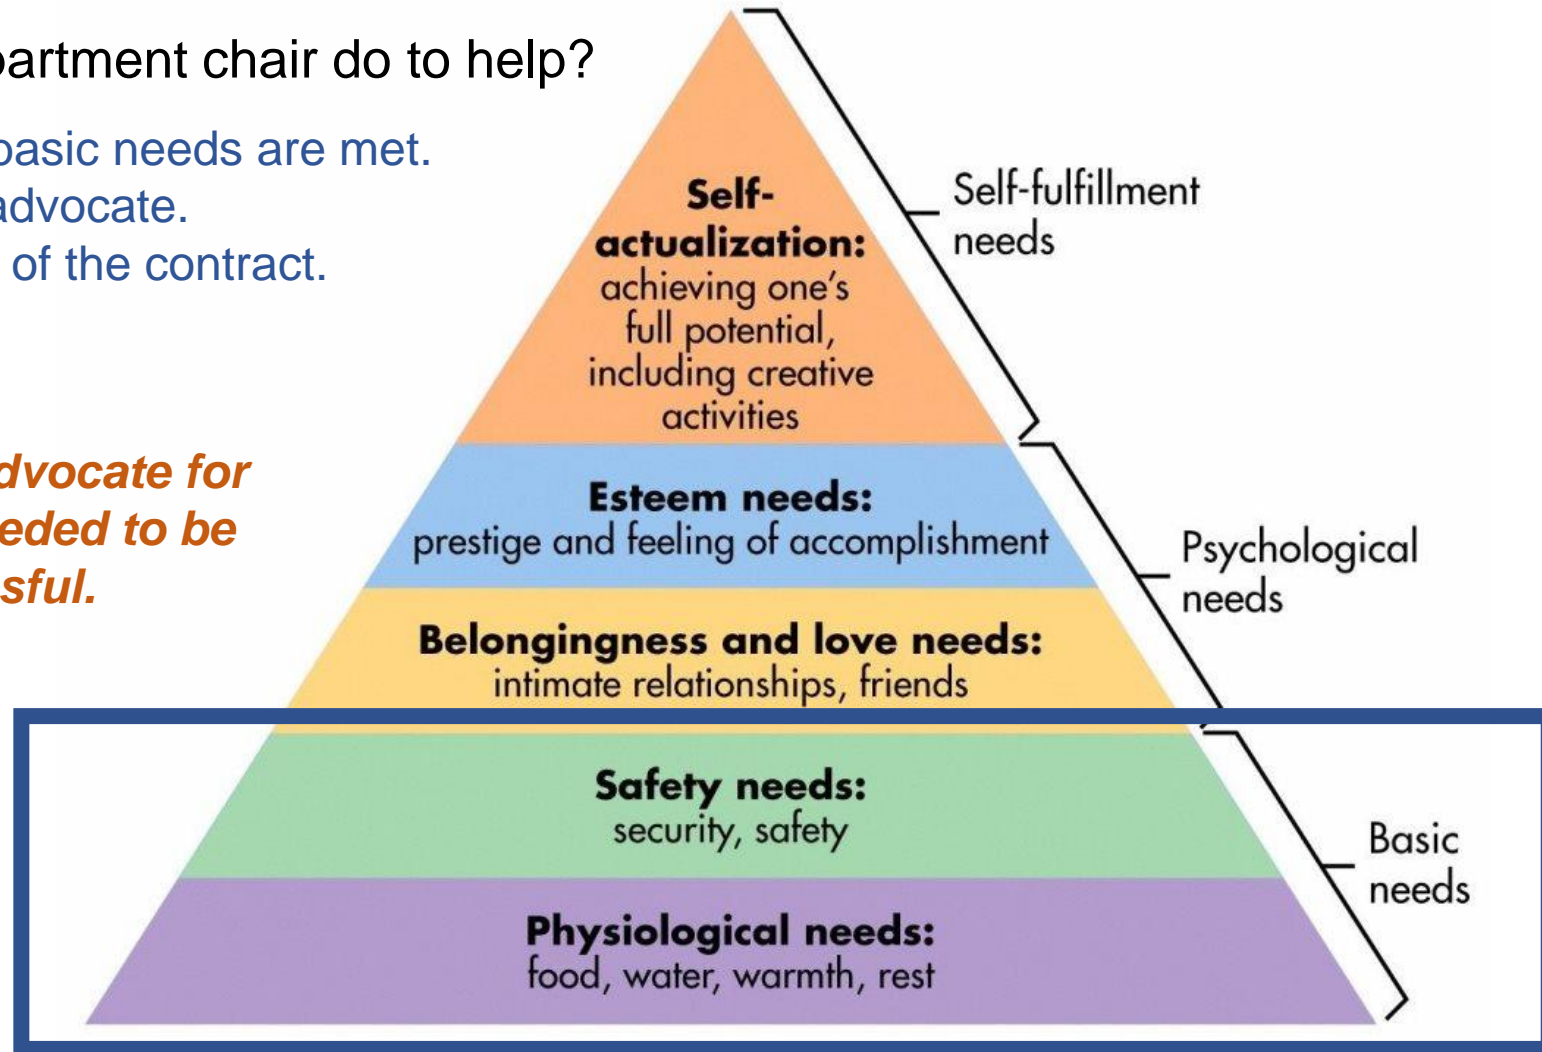 partment chair do to help?
basic needs are met.
advocate.
of the contract.
dvocate for
eded to be
sful.
Self-
actualization:
achieving one's
full potential,
including creative
activities
Esteem needs:
prestige and feeling of accomplishment
Belongingness and love needs:
intimate relationships, friends
Safety needs:
security, safety
Physiological needs:
food, water, warmth, rest
Self-fulfillment
needs
Psychological
needs
Basic
needs